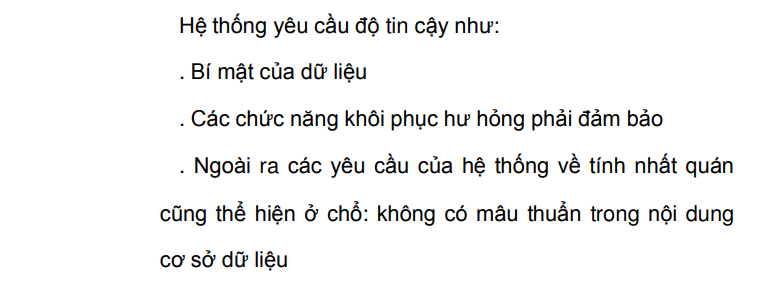 Hệ thống yêu cầu độ tin cậy như:
. Bí mật của dữ liệu
. Các chức năng khôi phục hư hỏng phải đảm bảo
. Ngoài ra các yêu cầu của hệ thống về tính nhất quán
cũng thể hiện ở chổ: không có mâu thuẩn trong nội dung
cơ sở dữ liệu